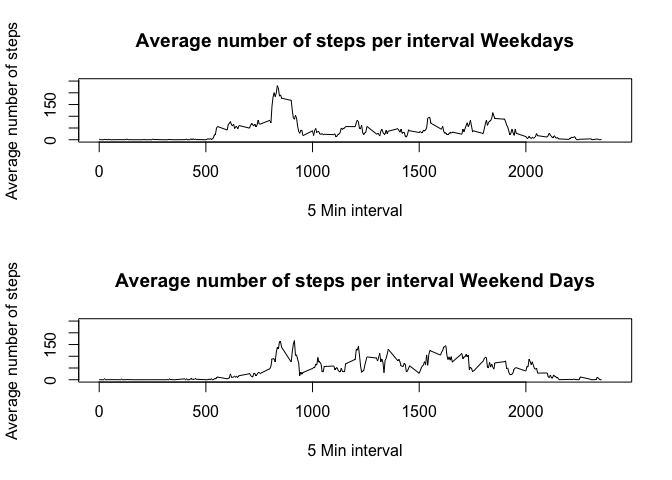 Average number of steps per interval Weekdays
Average number of steps
150
0
0 500 1000 1500 2000
5 Min interval
Average number of steps per interval Weekend Days
Average number of steps
150
0
0 500 1000 1500 2000
5 Min interval